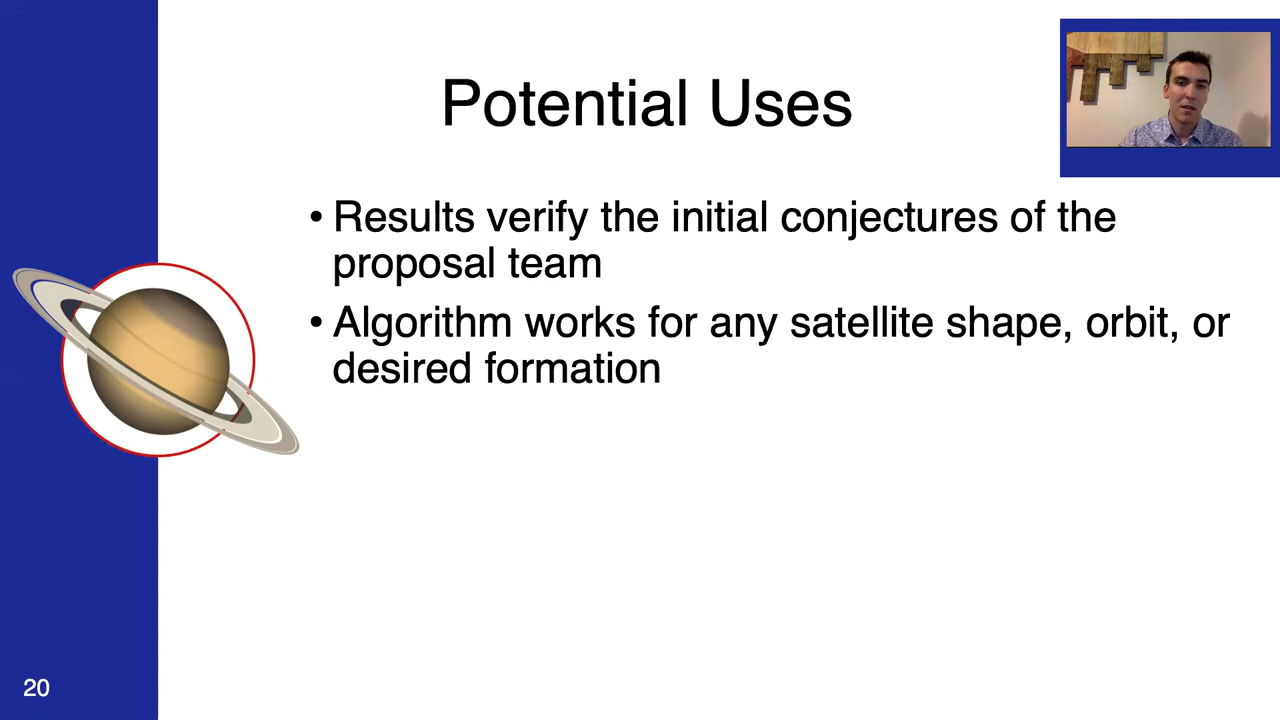 Potential Uses
• Results verify the initial conjectures of the
proposal team
• Algorithm works for any satellite shape, orbit, or
desired formation
20